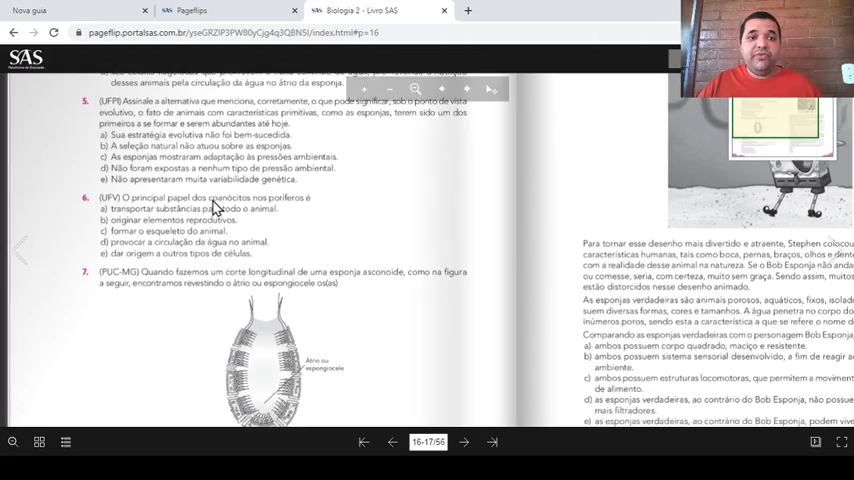 Nova guia
Pageflips
Biologia 2 - Livro SAS
pageflip.portalsas.com.br/yseGRZIP3PW80yCjg4q3QBN5I/index.html#p=16
SAS
desses animais pela circulação da água no átrio da esponja.
5. (UFPI) Assinale a alternativa que menciona, corretamente, o que pode significar, sob o ponto de vista
evolutivo, o fato de animais com características primitivas, como as esponjas, terem sido um dos
primeiros a se formar e serem abundantes até hoje.
a) Sua estratégia evolutiva não foi bem-sucedida.
b) A seleção natural não atuou sobre as esponjas.
c) As esponjas mostraram adaptação às pressões ambientais.
d) Não foram expostas a nenhum tipo de pressão ambiental.
e) Não apresentaram muita variabilidade genética.
6. (UFV) O principal papel dos coanócitos nos poríferos é
a) transportar substâncias para todo o animal.
b) originar elementos reprodutivos.
c) formar o esqueleto do animal.
d) provocar a circulação da água no animal.
e) dar origem a outros tipos de células.
7. (PUC-MG) Quando fazemos um corte longitudinal de uma esponja asconoide, como na figura
a seguir, encontramos revestindo o átrio ou espongiocele os(as)
Átrio ou
espongiocele
Para tornar esse desenho mais divertido e atraente, Stephen colocou
características humanas, tais como boca, pernas, braços, olhos e dente
com a realidade desse animal na natureza. Se o Bob Esponja não anda
ou comesse, seria, com certeza, muito sem graça. Sendo assim, muitos
estão distorcidos nesse desenho animado.
As esponjas verdadeiras são animais porosos, aquáticos, fixos, isolado
suem diversas formas, cores e tamanhos. A água penetra no corpo do
inúmeros poros, sendo esta a característica a que se refere o nome do
Comparando as esponjas verdadeiras com o personagem Bob Esponja,
a) ambos possuem corpo quadrado, maciço e resistente.
b) ambos possuem sistema sensorial desenvolvido, a fim de reagir ao
ambiente.
c) ambos possuem estruturas locomotoras, que permitem a movimen
de alimento.
d) as esponjas verdadeiras, ao contrário do Bob Esponja, não possue
mais filtradores.
e) as esponjas verdadeiras, ao contrário do Bob Esponja, podem vive
16-17/56